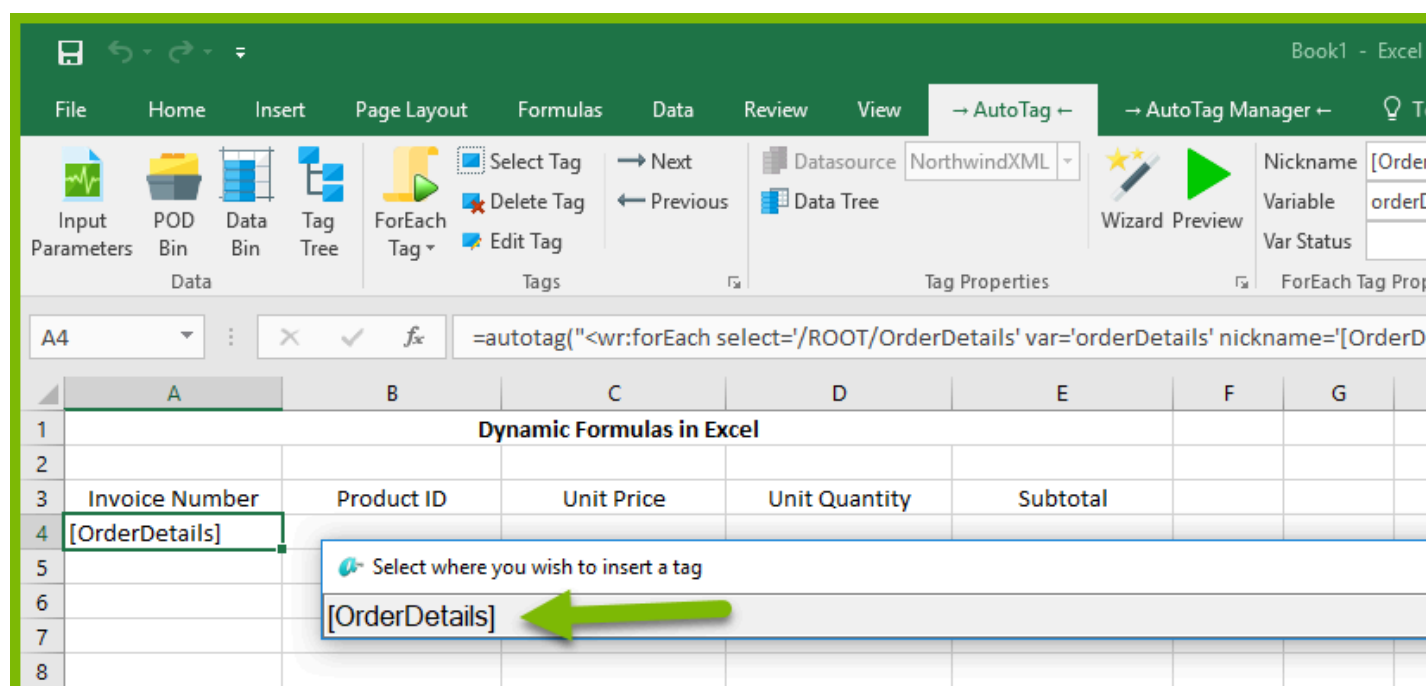 Book1 - Excel
File Home Insert Page Layout Formulas Data Review View → AutoTag ← → AutoTag Manager ←
Select Tag → Next Datasource NorthwindXML Nickname
Delete Tag ← Previous Data Tree Variable
Input Parameters POD Bin Data Bin Tag Tree ForEach Tag Edit Tag Wizard Preview Var Status
Data Tags Tag Properties ForEach Tag
A4 fx =autotag("<wr:forEach select='/ROOT/OrderDetails' var='orderDetails' nickname='[OrderD
A B C D E F G
1 Dynamic Formulas in Excel
2
3 Invoice Number Product ID Unit Price Unit Quantity Subtotal
4 [OrderDetails]
5 Select where you wish to insert a tag
6 [OrderDetails]
7
8